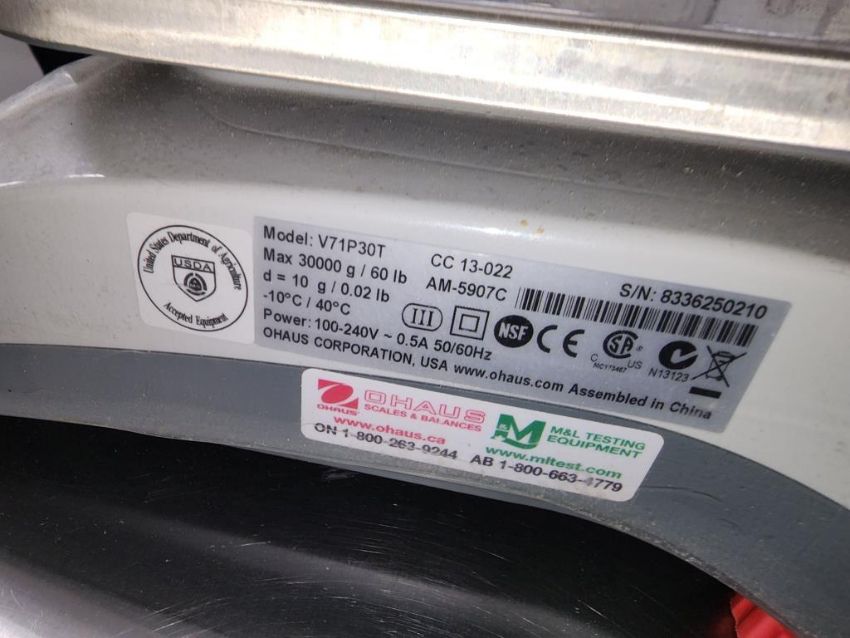 United States Department of Agriculture
USDA
Accepted Equipment
Model: V71P30T
Max 30000 g / 60 lb
d = 10 g / 0.02 lb
-10°C / 40°C
Power: 100-240V ~ 0.5A 50/60Hz
OHAUS CORPORATION, USA www.ohaus.com Assembled in China
CC 13-022
AM-5907C
S/N: 8336250210
III
NSF
CE
C SA ® US
MC173467
N13123
OHAUS®
OHAUS
SCALES & BALANCES
www.ohaus.ca
ON 1-800-263-9244
M&L
M&L TESTING
EQUIPMENT
www.mltest.com
AB 1-800-663-4779